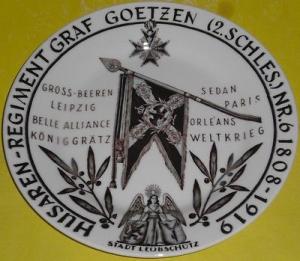 HUSAREN-REGIMENT GRAF GOETZEN (2.SCHLES.) NR.6 1808-1919
GROSS-BEEREN
LEIPZIG
BELLE ALLIANCE
KÖNIGGRÄTZ
SEDAN
PARIS
ORLEANS
WELTKRIEG
STADT LEOBSCHÜTZ